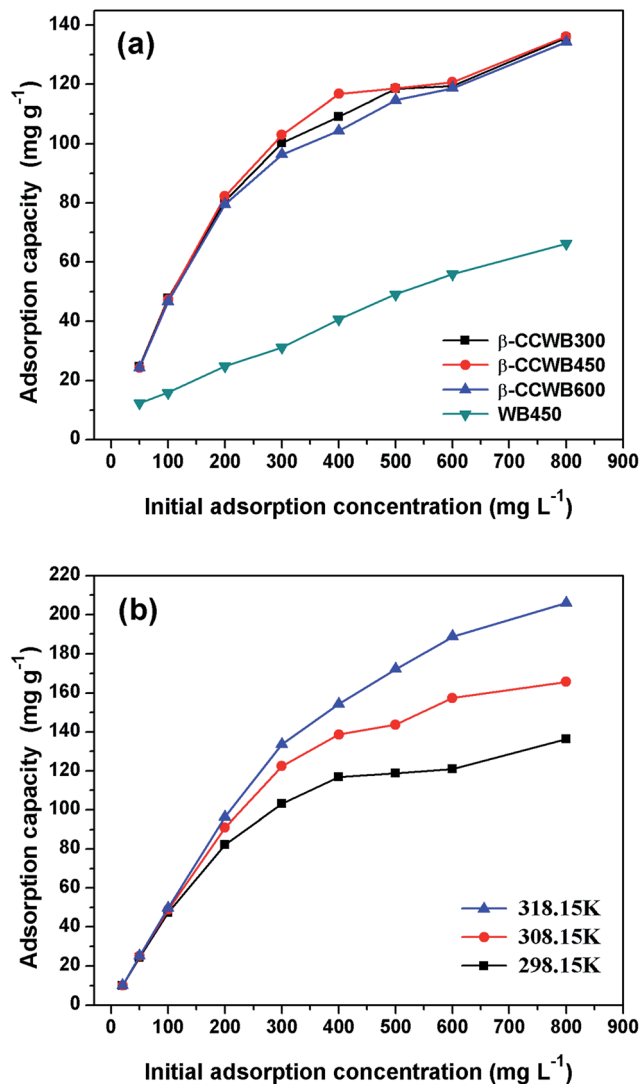 (a)
Adsorption capacity (mg g⁻¹)
140
120
100
80
60
40
20
0
β-CCWB300
β-CCWB450
β-CCWB600
WB450
0 100 200 300 400 500 600 700 800 900
Initial adsorption concentration (mg L⁻¹)
(b)
Adsorption capacity (mg g⁻¹)
220
200
180
160
140
120
100
80
60
40
20
0
318.15K
308.15K
298.15K
0 100 200 300 400 500 600 700 800 900
Initial adsorption concentration (mg L⁻¹)